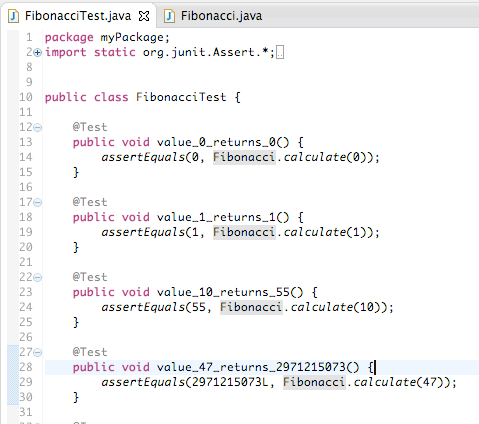 FibonacciTest.java Fibonacci.java
1 package myPackage;
2 import static org.junit.Assert.*;
8
9
10 public class FibonacciTest {
11
12 @Test
13 public void value_0_returns_0() {
14 assertEquals(0, Fibonacci.calculate(0));
15 }
16
17 @Test
18 public void value_1_returns_1() {
19 assertEquals(1, Fibonacci.calculate(1));
20 }
21
22 @Test
23 public void value_10_returns_55() {
24 assertEquals(55, Fibonacci.calculate(10));
25 }
26
27 @Test
28 public void value_47_returns_2971215073() {
29 assertEquals(2971215073L, Fibonacci.calculate(47));
30 }
31